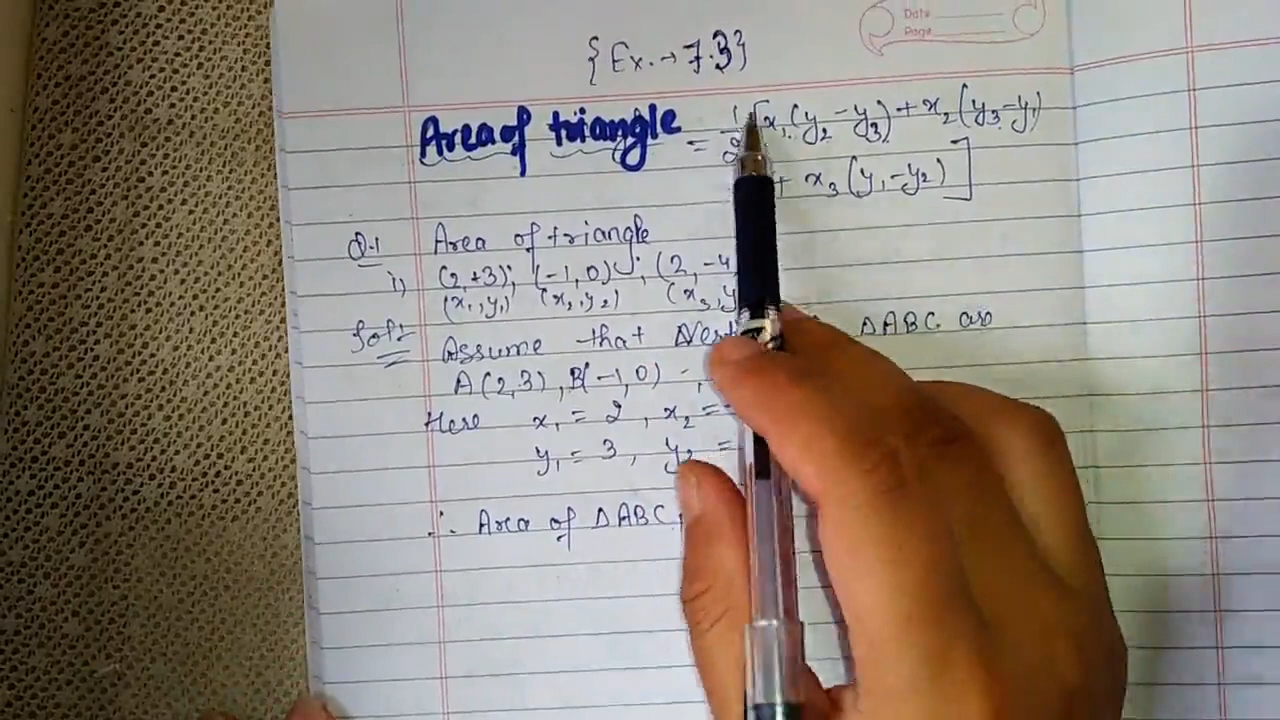 Date
Page
{Ex. → 7.3}
Area of triangle = 1/2 [x₁(y₂ - y₃) + x₂(y₃ - y₁)
+ x₃(y₁ - y₂)]
Q.1 Area of triangle
i) (2, +3); (-1, 0); (2, -4
(x₁, y₁) (x₂, y₂) (x₃, y
Assume that ΔABC are
A(2,3), B(-1,0),
Here x₁ = 2, x₂ =
y₁ = 3, y₂ =
∴ Area of ΔABC